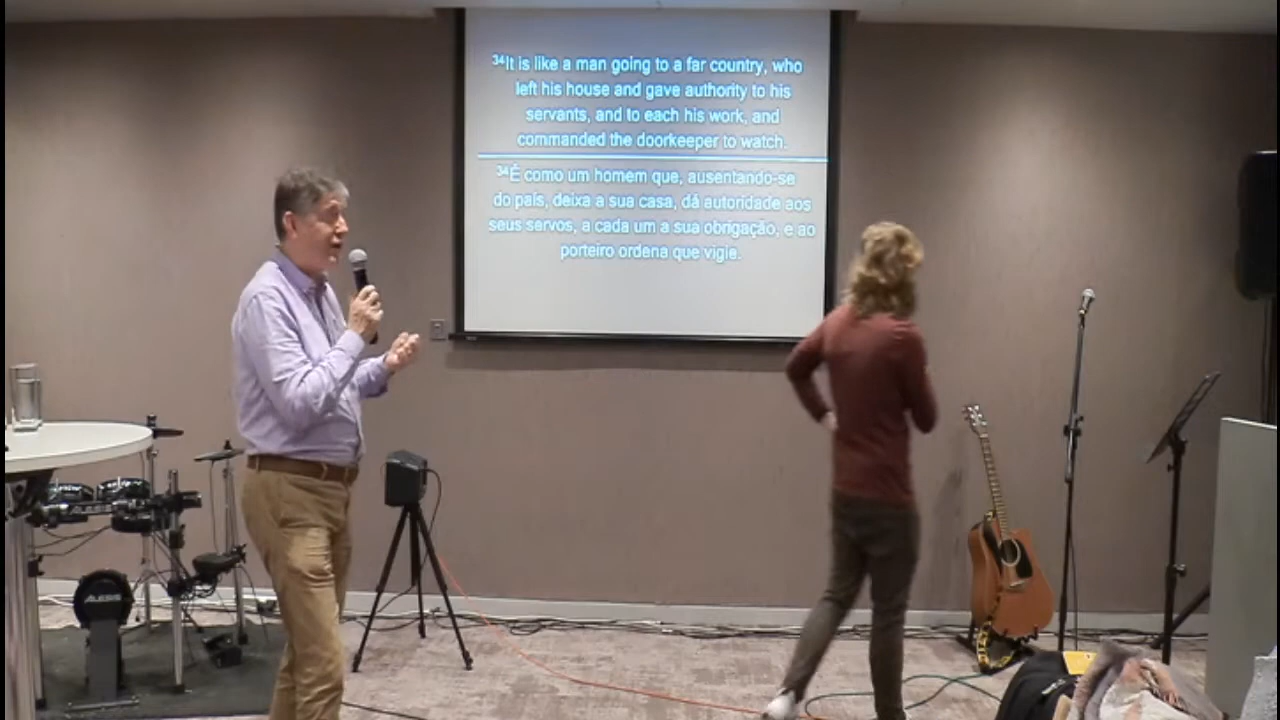 ³⁴It is like a man going to a far country, who
left his house and gave authority to his
servants, and to each his work, and
commanded the doorkeeper to watch.
³⁴É como um homem que, ausentando-se
do país, deixa a sua casa, dá autoridade aos
seus servos, a cada um a sua obrigação, e ao
porteiro ordena que vigie.
ALESIS